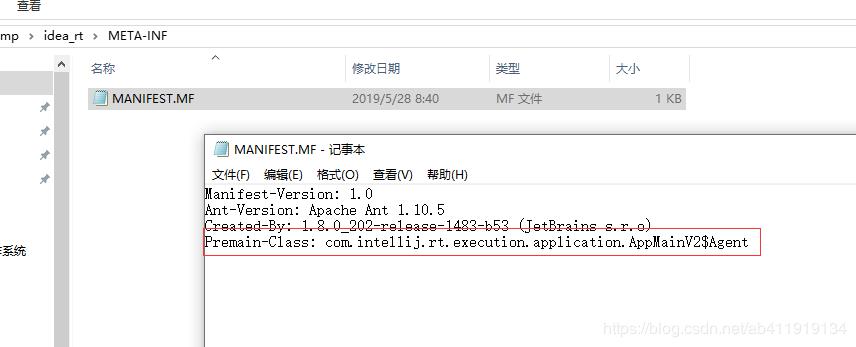 查看
mp › idea_rt › META-INF
名称 修改日期 类型 大小
MANIFEST.MF 2019/5/28 8:40 MF 文件 1 KB
MANIFEST.MF - 记事本
文件(F) 编辑(E) 格式(O) 查看(V) 帮助(H)
Manifest-Version: 1.0
Ant-Version: Apache Ant 1.10.5
Created-By: 1.8.0_202-release-1483-b53 (JetBrains s.r.o)
Premain-Class: com.intellij.rt.execution.application.AppMainV2$Agent
作系统
https://blog.csdn.net/ab411919134